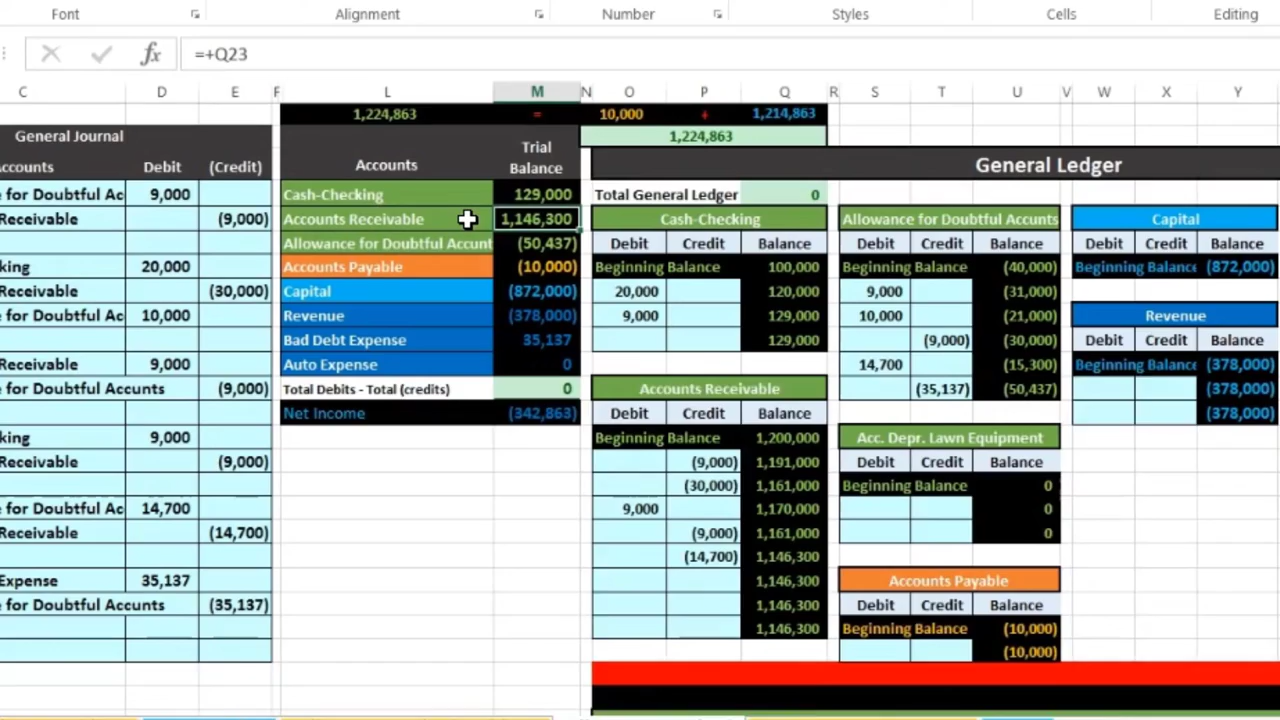 Font Alignment Number Styles Cells Editing
fx =+Q23
C D E F L M N O P Q R S T U V W X Y
1,224,863 = 10,000 + 1,214,863
General Journal 1,224,863
ccounts Debit (Credit) Accounts Trial Balance General Ledger
e for Doubtful Ac 9,000 Cash-Checking 129,000 Total General Ledger 0
Receivable (9,000) Accounts Receivable 1,146,300 Cash-Checking Allowance for Doubtful Accunts Capital
Allowance for Doubtful Accunt (50,437) Debit Credit Balance Debit Credit Balance Debit Credit Balance
king 20,000 Accounts Payable (10,000) Beginning Balance 100,000 Beginning Balance (40,000) Beginning Balance (872,000)
Receivable (30,000) Capital (872,000) 20,000 120,000 9,000 (31,000)
e for Doubtful Ac 10,000 Revenue (378,000) 9,000 129,000 10,000 (21,000) Revenue
Bad Debt Expense 35,137 129,000 (9,000) (30,000) Debit Credit Balance
Receivable 9,000 Auto Expense 0 14,700 (15,300) Beginning Balance (378,000)
e for Doubtful Accunts (9,000) Total Debits - Total (credits) 0 Accounts Receivable (35,137) (50,437) (378,000)
Net Income (342,863) Debit Credit Balance (378,000)
king 9,000 Beginning Balance 1,200,000 Acc. Depr. Lawn Equipment
Receivable (9,000) (9,000) 1,191,000 Debit Credit Balance
(30,000) 1,161,000 Beginning Balance 0
e for Doubtful Ac 14,700 9,000 1,170,000 0
Receivable (14,700) (9,000) 1,161,000 0
(14,700) 1,146,300
Expense 35,137 1,146,300 Accounts Payable
e for Doubtful Accunts (35,137) 1,146,300 Debit Credit Balance
1,146,300 Beginning Balance (10,000)
(10,000)